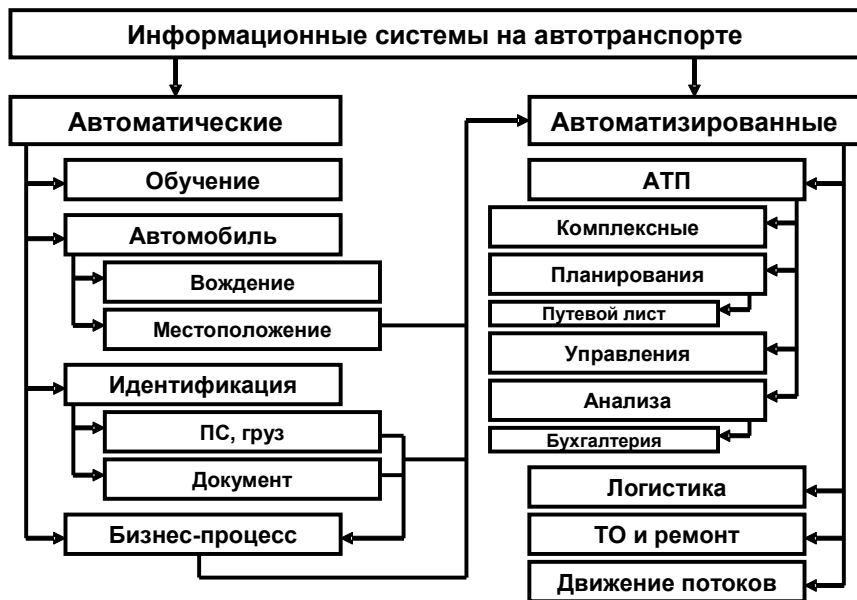 Информационные системы на автотранспорте
Автоматические
Обучение
Автомобиль
Вождение
Местоположение
Идентификация
ПС, груз
Документ
Бизнес-процесс
Автоматизированные
АТП
Комплексные
Планирования
Путевой лист
Управления
Анализа
Бухгалтерия
Логистика
ТО и ремонт
Движение потоков